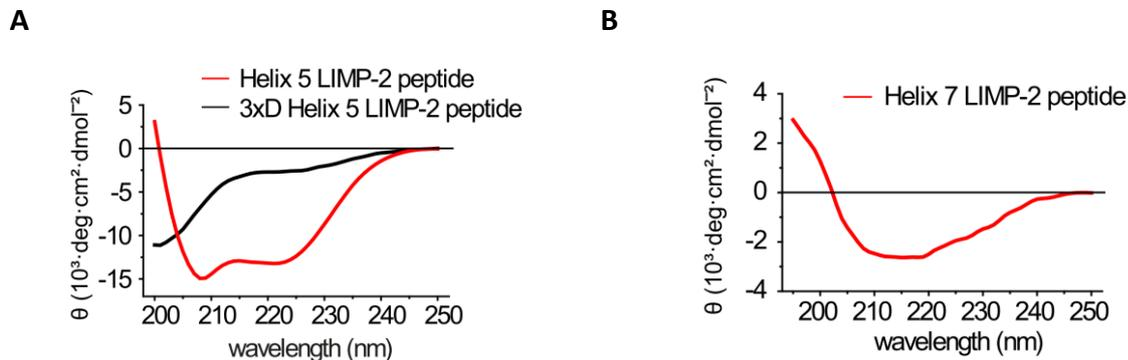 A
Helix 5 LIMP-2 peptide
3xD Helix 5 LIMP-2 peptide
θ (10³·deg·cm²·dmol⁻²)
5
0
-5
-10
-15
200 210 220 230 240 250
wavelength (nm)
B
Helix 7 LIMP-2 peptide
θ (10³·deg·cm²·dmol⁻²)
4
2
0
-2
-4
200 210 220 230 240 250
wavelength (nm)